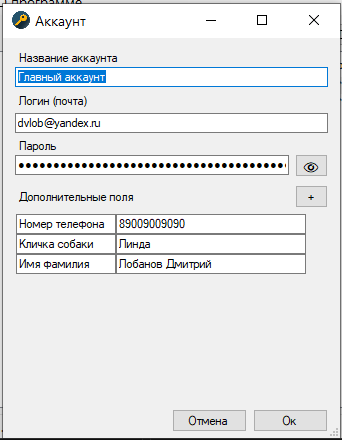 Аккаунт
Название аккаунта
Главный аккаунт
Логин (почта)
dvlob@yandex.ru
Пароль
Дополнительные поля
+
Номер телефона 89009009090
Кличка собаки Линда
Имя фамилия Лобанов Дмитрий
Отмена Ок